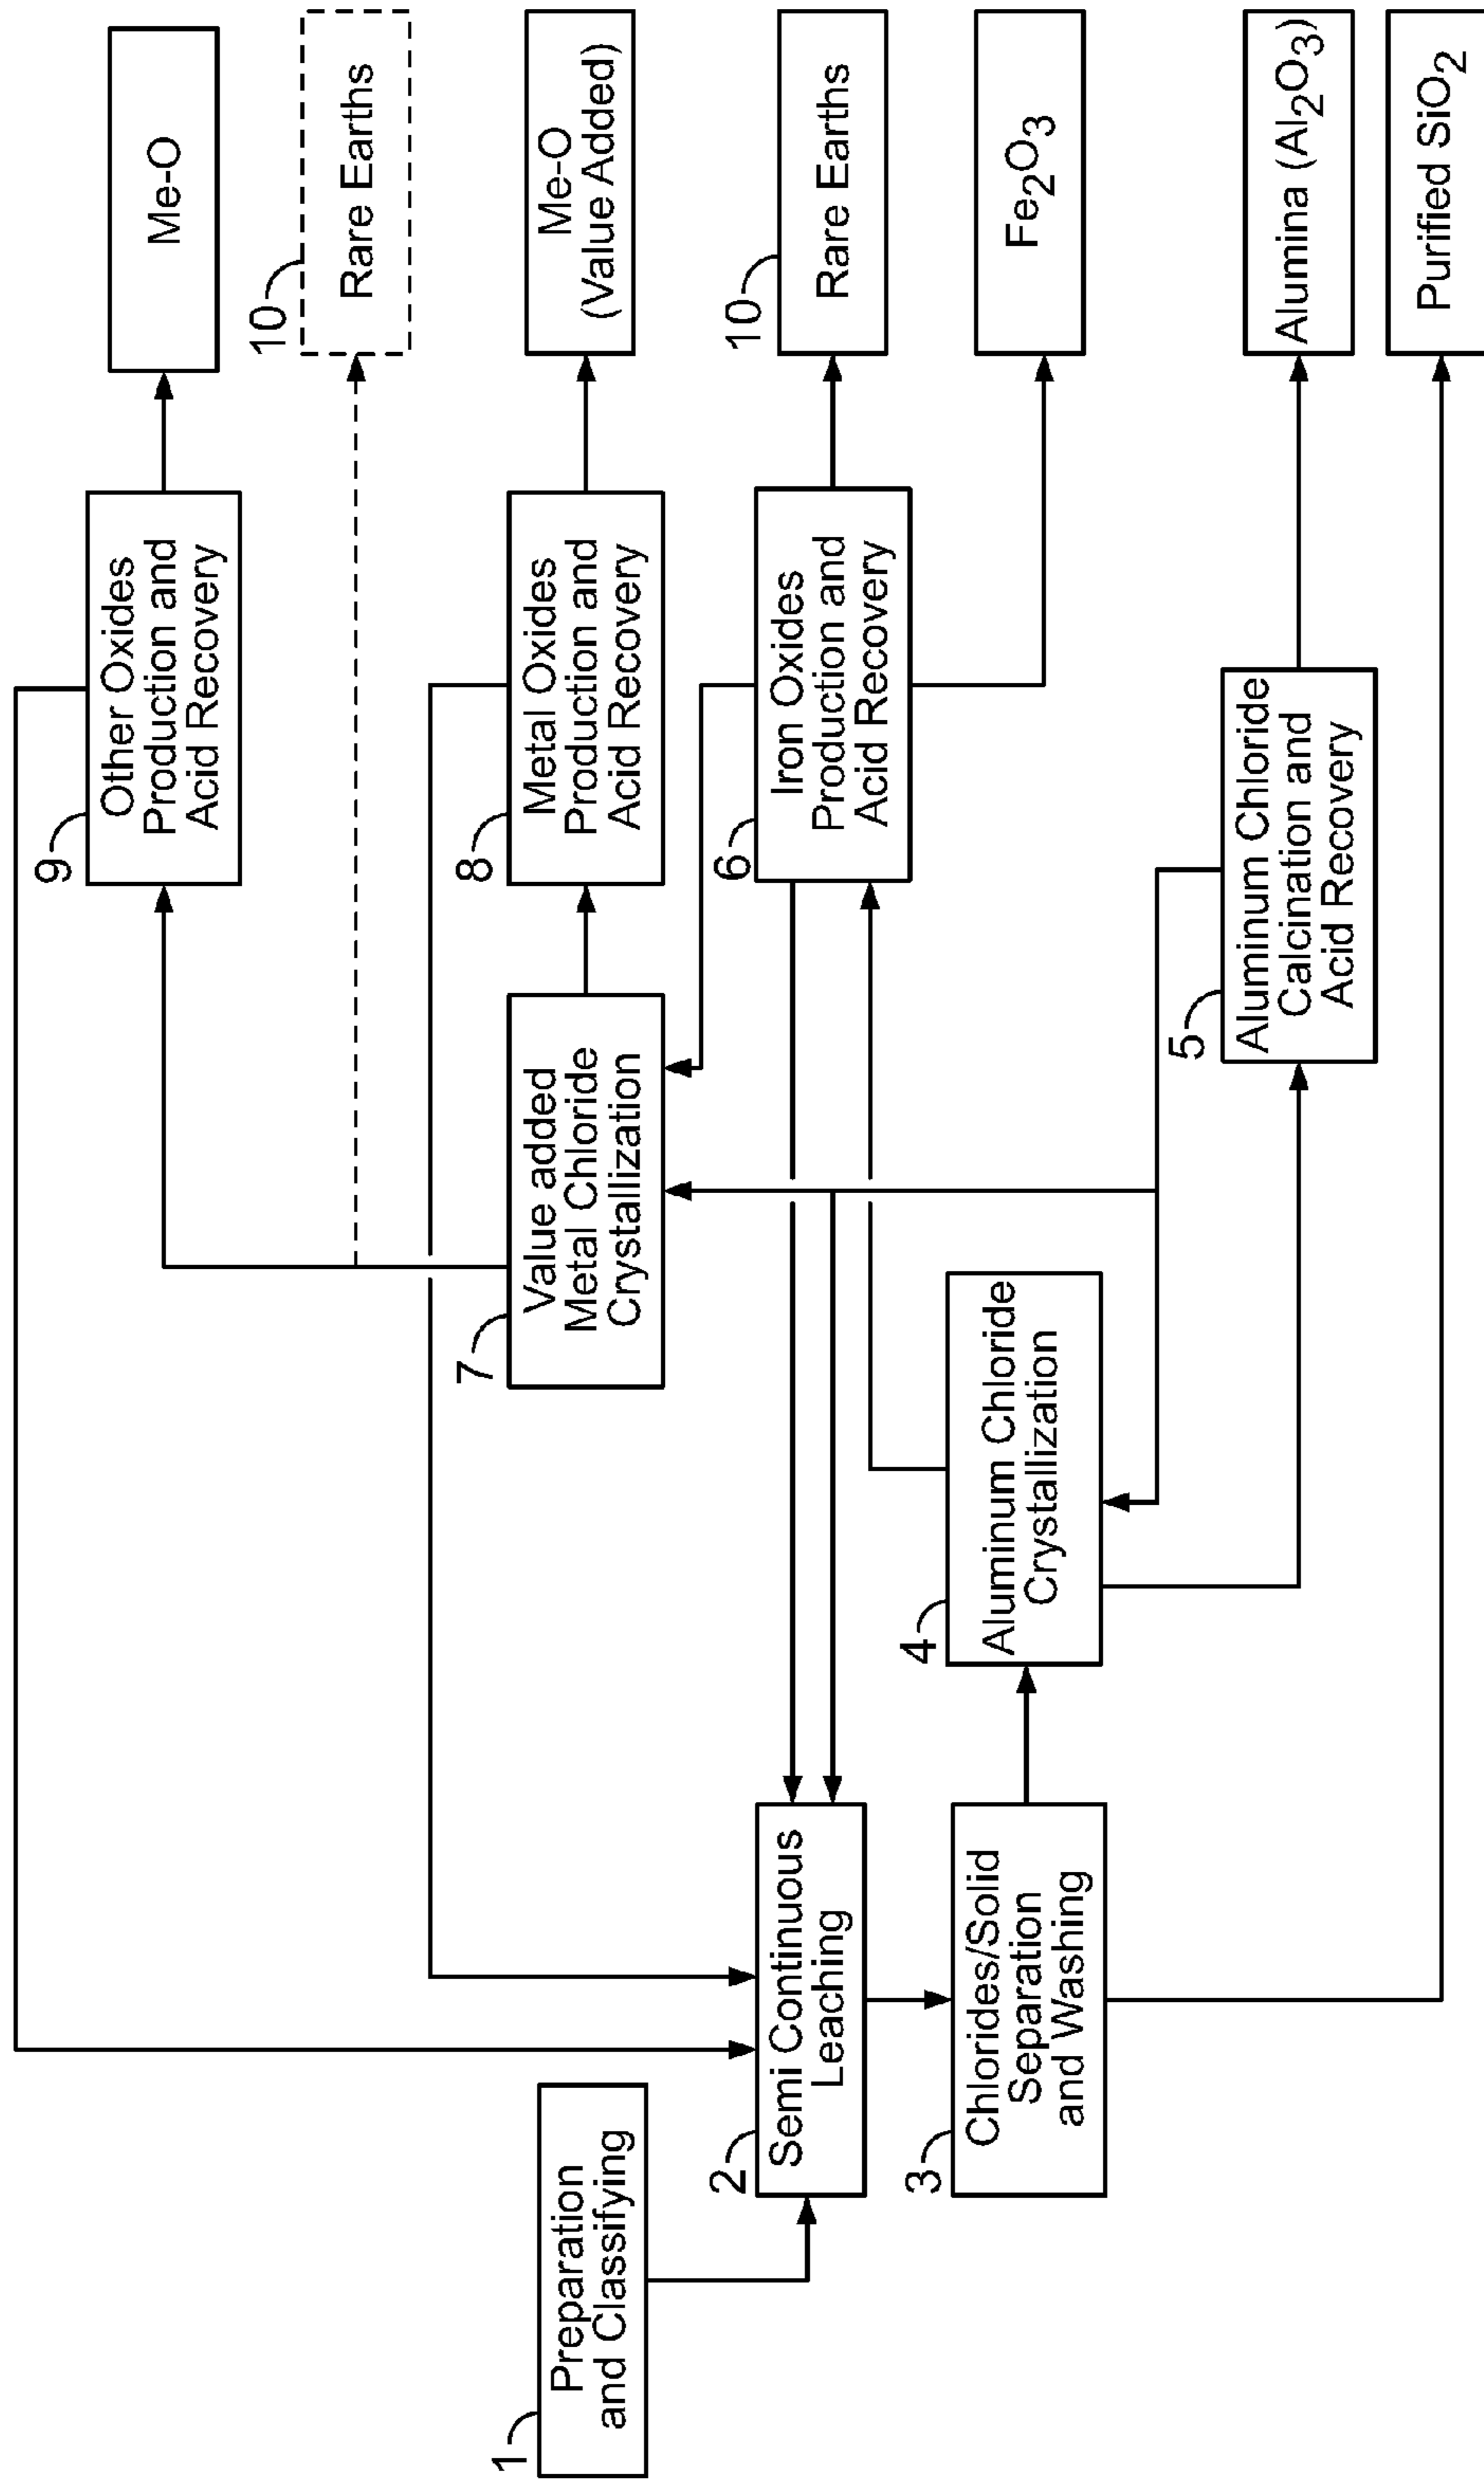 1
Preparation
and Classifying
2
Semi Continuous
Leaching
3
Chlorides/Solid
Separation
and Washing
4
Aluminum Chloride
Crystallization
5
Aluminum Chloride
Calcination and
Acid Recovery
6
Iron Oxides
Production and
Acid Recovery
7
Value added
Metal Chloride
Crystallization
8
Metal Oxides
Production and
Acid Recovery
9
Other Oxides
Production and
Acid Recovery
Me-O
10
Rare Earths
Me-O
(Value Added)
10
Rare Earths
Fe2O3
Alumina (Al2O3)
Purified SiO2